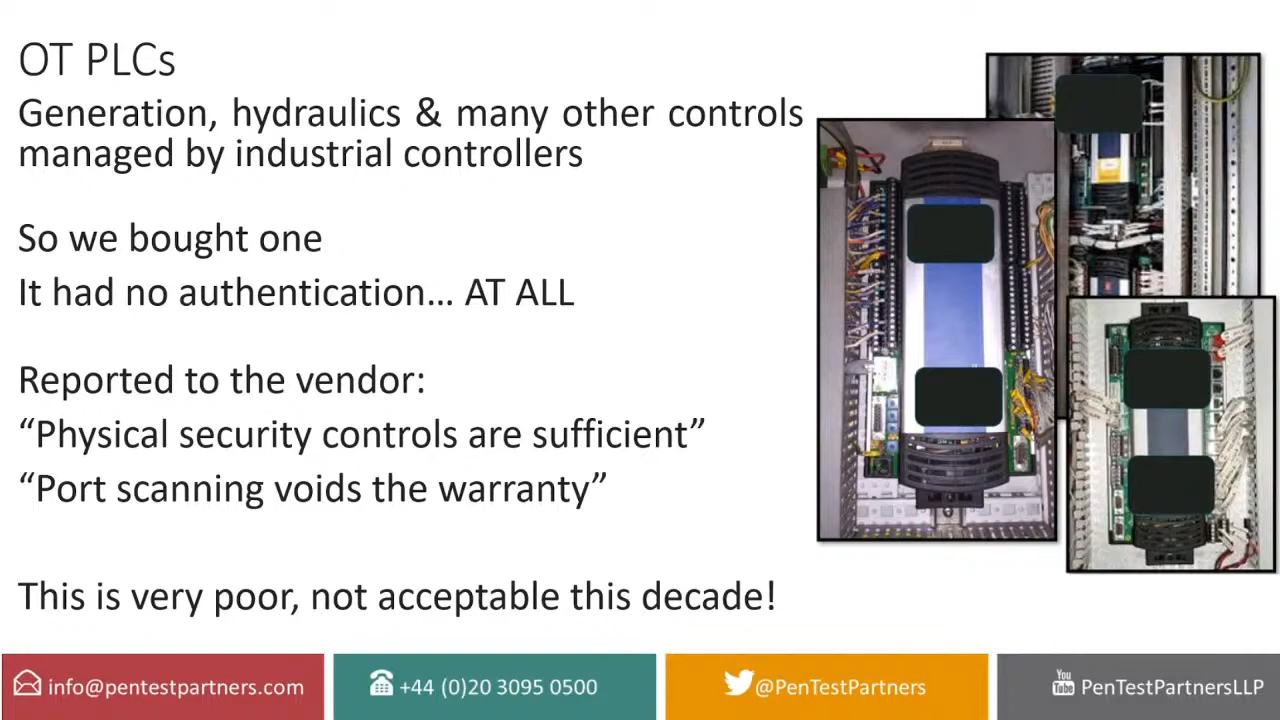 OT PLCs
Generation, hydraulics & many other controls
managed by industrial controllers
So we bought one
It had no authentication... AT ALL
Reported to the vendor:
“Physical security controls are sufficient”
“Port scanning voids the warranty”
This is very poor, not acceptable this decade!
info@pentestpartners.com
+44 (0)20 3095 0500
@PenTestPartners
You
Tube
PenTestPartnersLLP